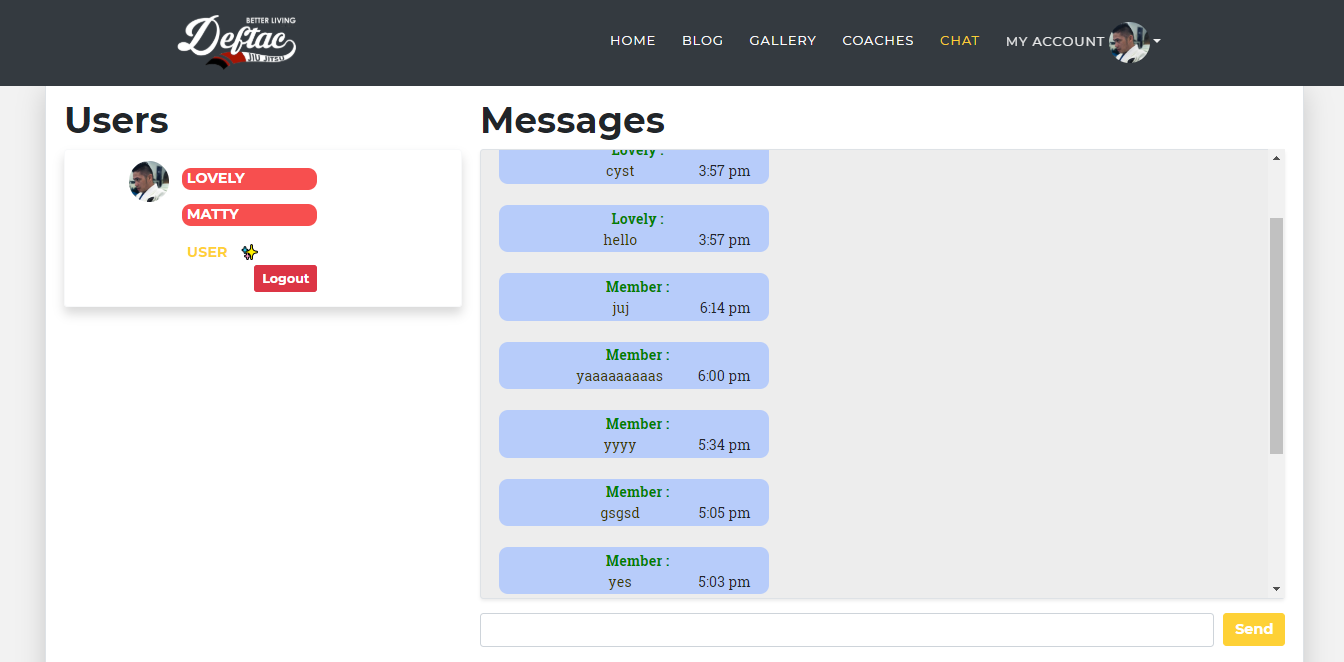 BETTER LIVING
Deftac
JIU JITSU
HOME BLOG GALLERY COACHES CHAT MY ACCOUNT
Users
LOVELY
MATTY
USER
Logout
Messages
Lovely :
cyst 3:57 pm
Lovely :
hello 3:57 pm
Member :
juj 6:14 pm
Member :
yaaaaaaaaas 6:00 pm
Member :
yyyy 5:34 pm
Member :
gsgsd 5:05 pm
Member :
yes 5:03 pm
Send